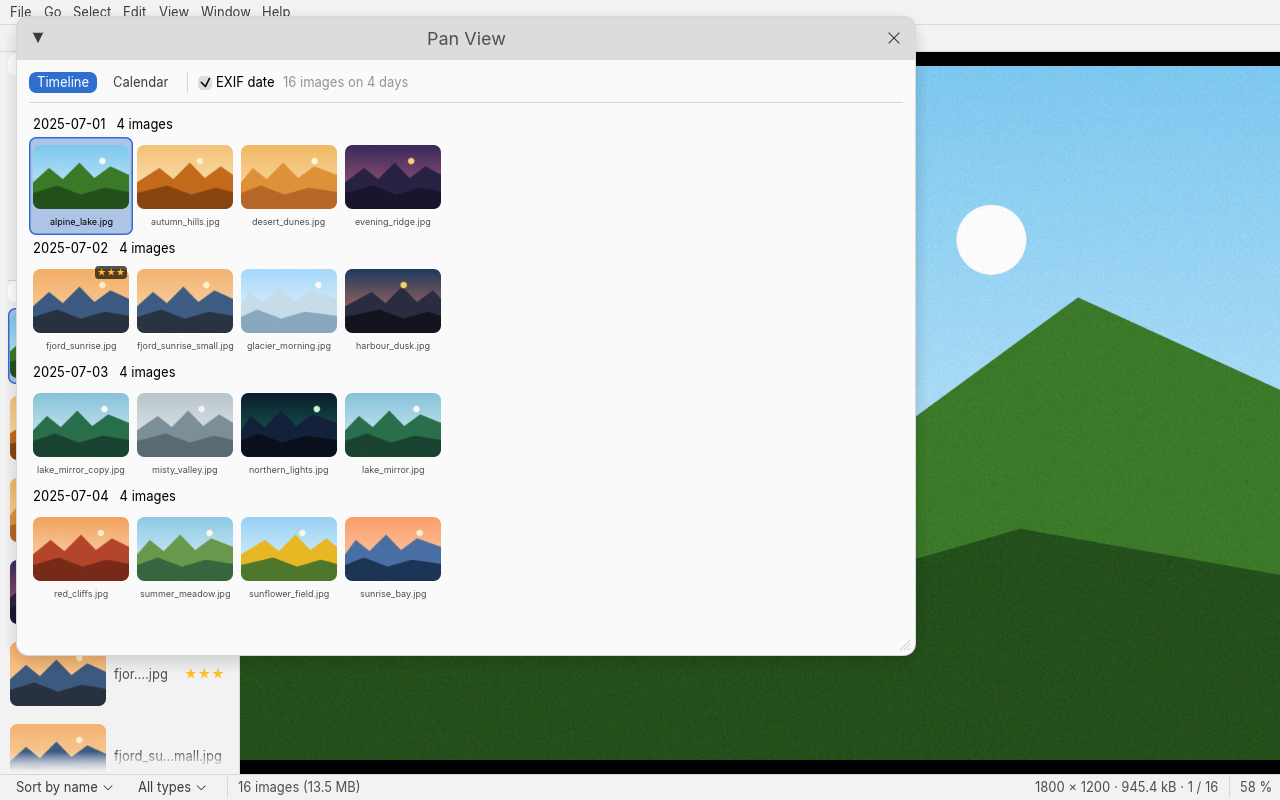 File Go Select Edit View Window Help
▼ Pan View
Timeline Calendar EXIF date 16 images on 4 days
2025-07-01 4 images
alpine_lake.jpg autumn_hills.jpg desert_dunes.jpg evening_ridge.jpg
2025-07-02 4 images
★★★
fjord_sunrise.jpg fjord_sunrise_small.jpg glacier_morning.jpg harbour_dusk.jpg
2025-07-03 4 images
lake_mirror_copy.jpg misty_valley.jpg northern_lights.jpg lake_mirror.jpg
2025-07-04 4 images
red_cliffs.jpg summer_meadow.jpg sunflower_field.jpg sunrise_bay.jpg
fjor....jpg ★★★
fjord_su...mall.jpg
Sort by name All types 16 images (13.5 MB) 1800 × 1200 · 945.4 kB · 1 / 16 58 %